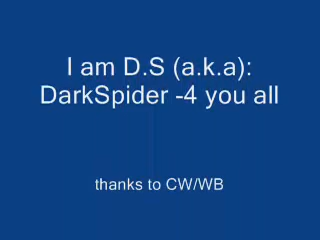 I am D.S (a.k.a):
DarkSpider -4 you all
thanks to CW/WB